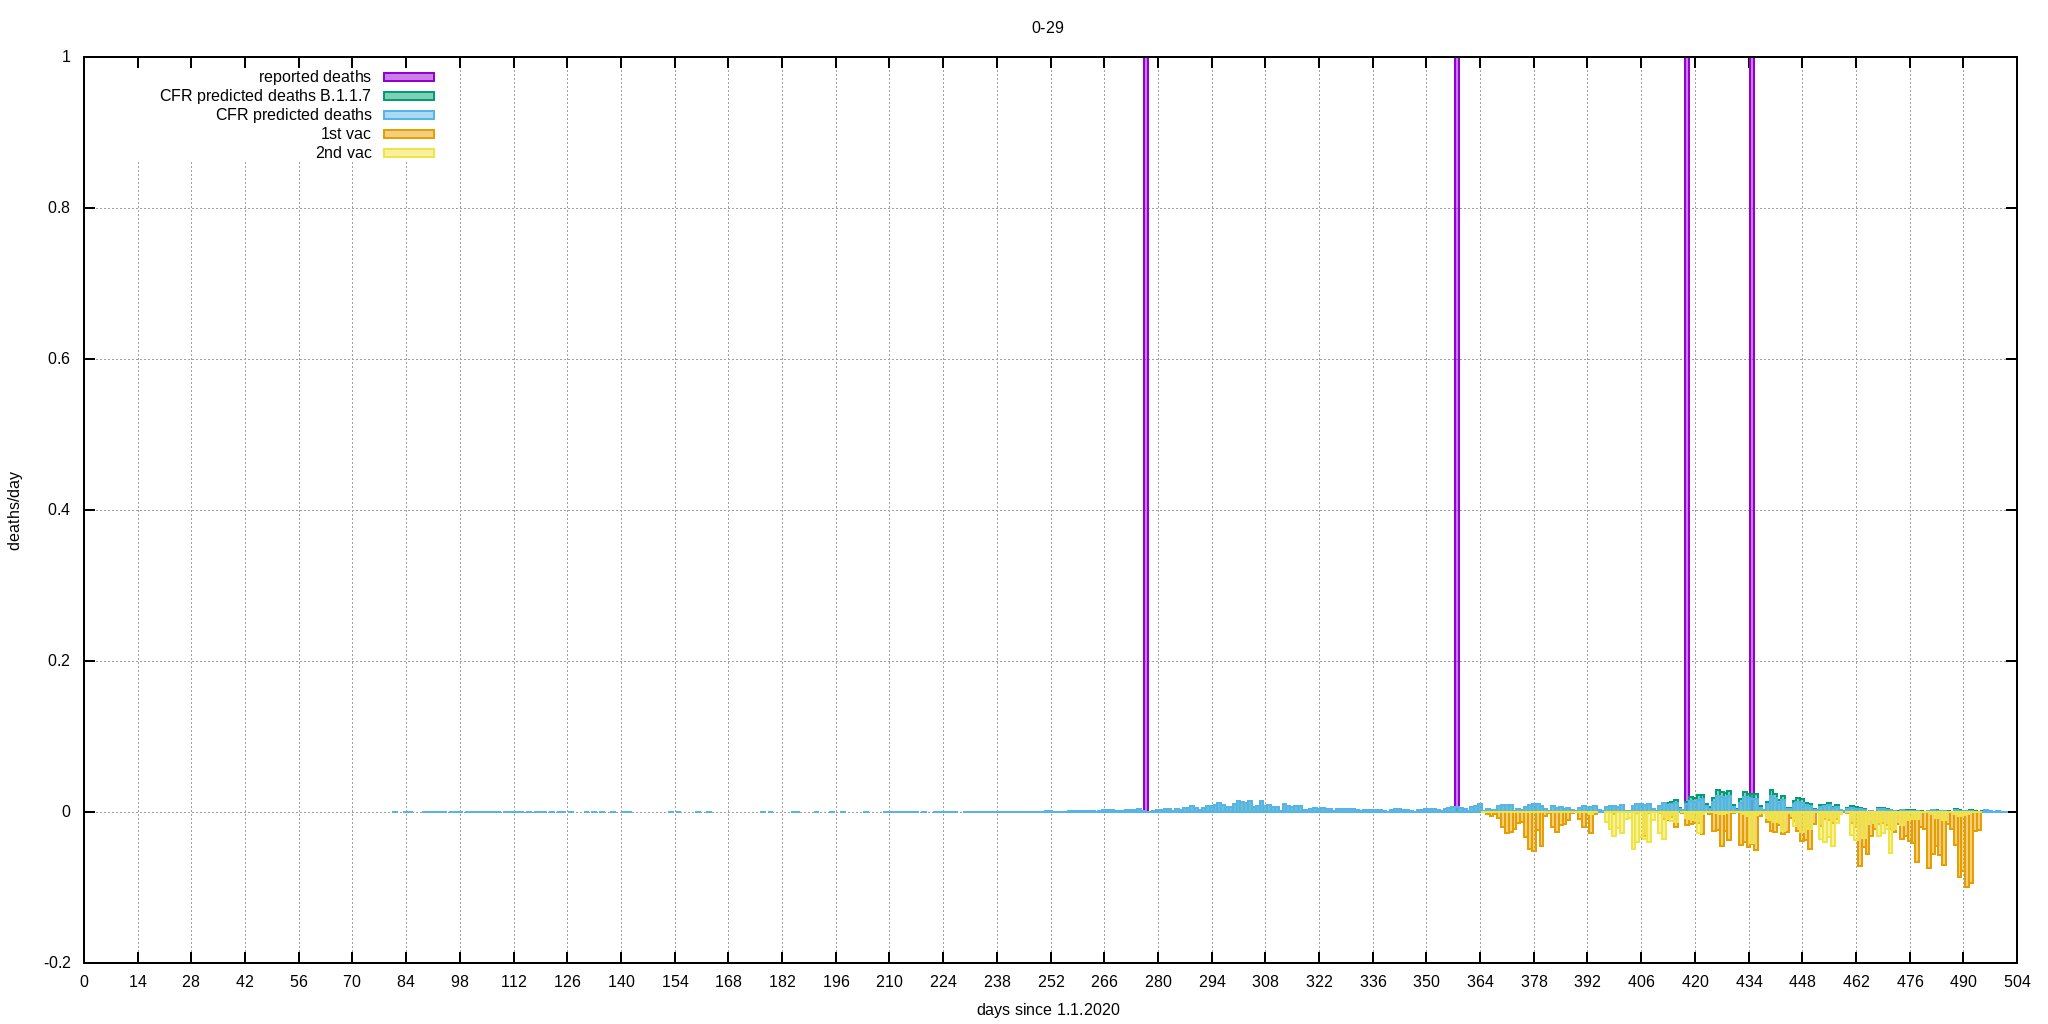 0-29
1
0.8
0.6
0.4
0.2
0
-0.2
deaths/day
reported deaths
CFR predicted deaths B.1.1.7
CFR predicted deaths
1st vac
2nd vac
0 14 28 42 56 70 84 98 112 126 140 154 168 182 196 210 224 238 252 266 280 294 308 322 336 350 364 378 392 406 420 434 448 462 476 490 504
days since 1.1.2020